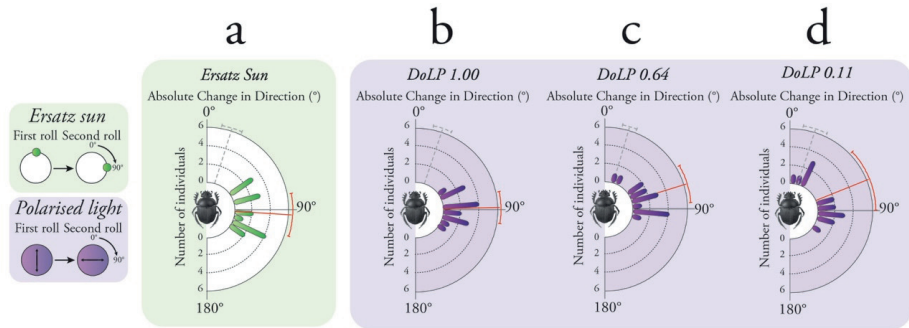 a
b
c
d
Ersatz Sun
DoLP 1.00
DoLP 0.64
DoLP 0.11
Absolute Change in Direction (°)
Absolute Change in Direction (°)
Absolute Change in Direction (°)
Absolute Change in Direction (°)
Ersatz sun
First roll Second roll
0°
90°
Polarised light
First roll Second roll
0°
90°
0°
6
4
2
0
0
2
4
6
Number of individuals
90°
180°
0°
6
4
2
0
0
2
4
6
Number of individuals
90°
180°
0°
6
4
2
0
0
2
4
6
Number of individuals
90°
180°
0°
6
4
2
0
0
2
4
6
Number of individuals
90°
180°